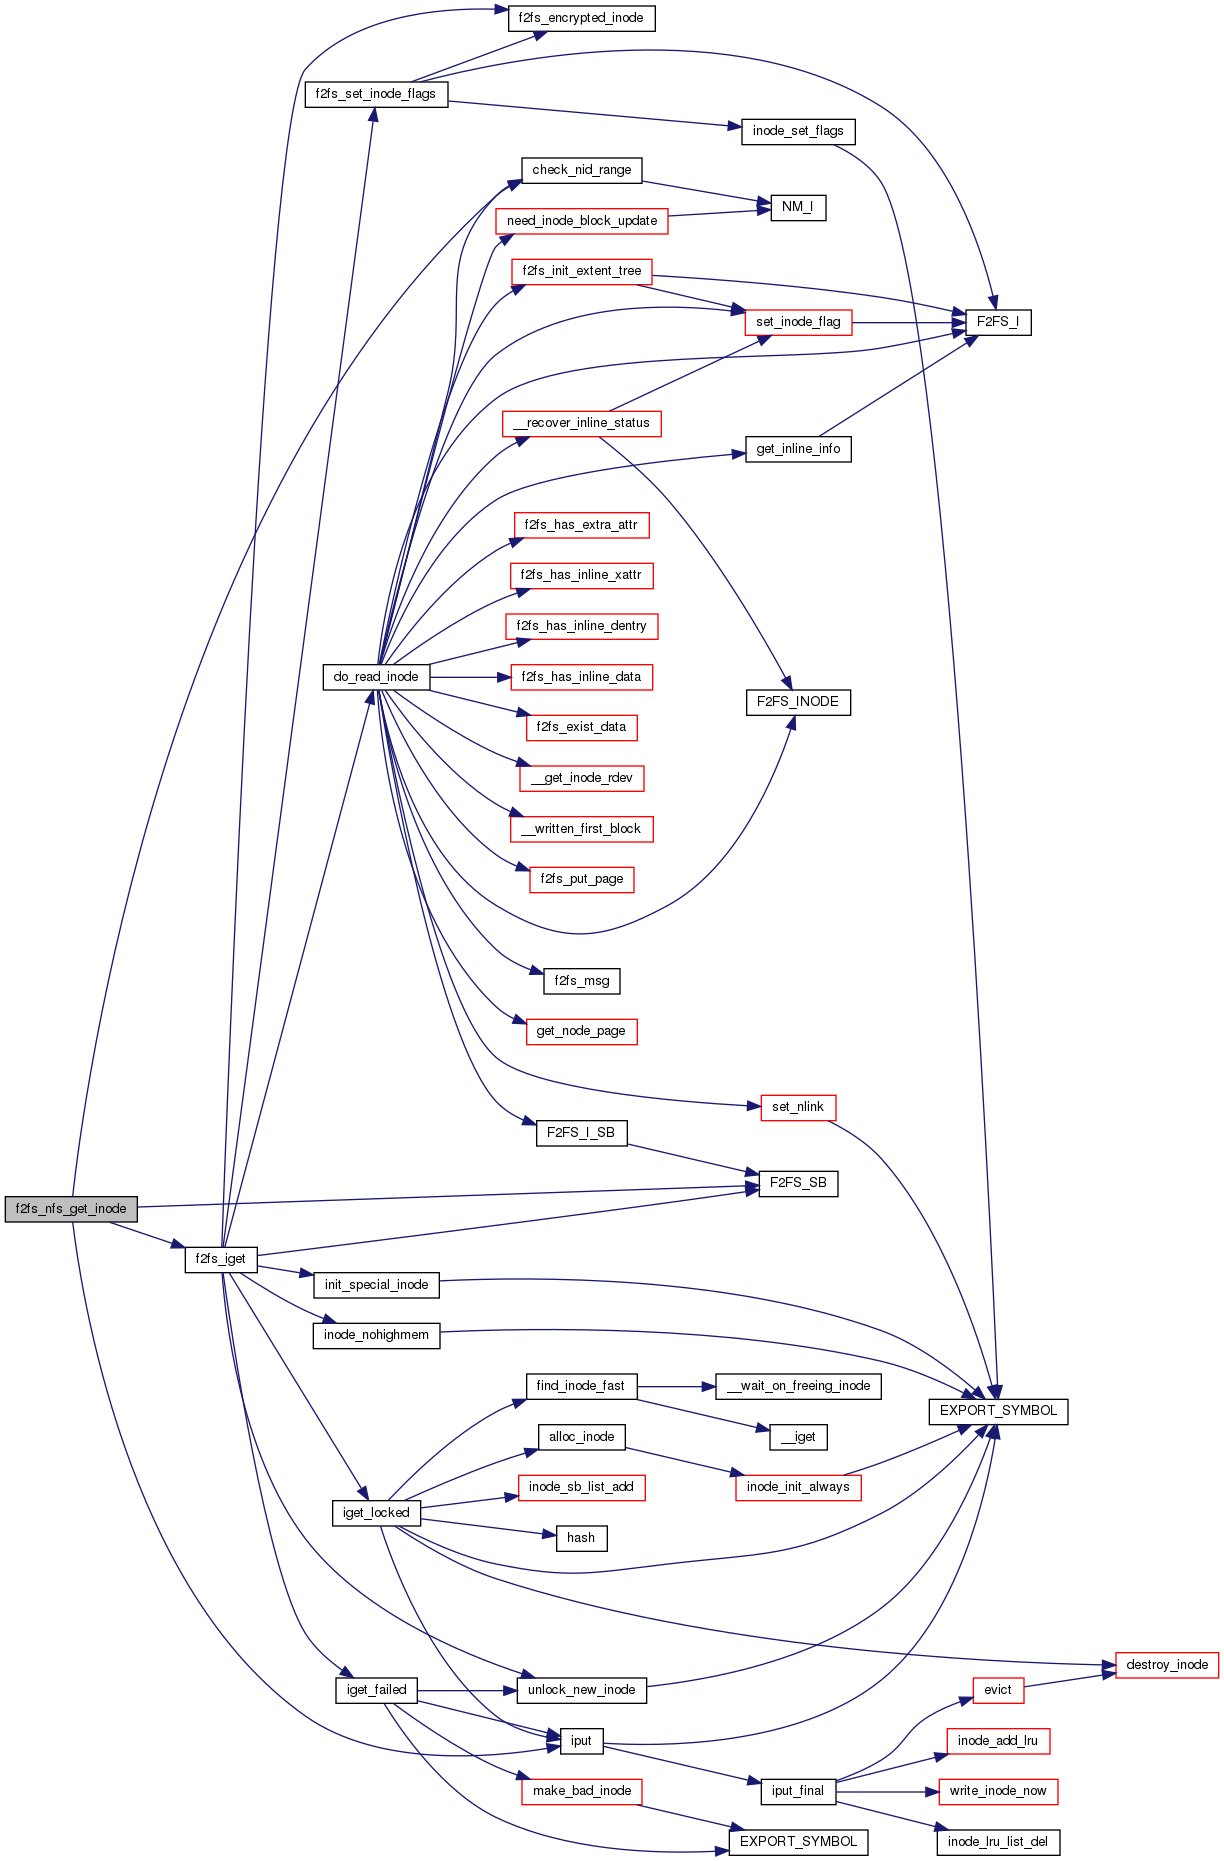 f2fs_encrypted_inode
f2fs_set_inode_flags
inode_set_flags
check_nid_range
NM_I
need_inode_block_update
f2fs_init_extent_tree
set_inode_flag
F2FS_I
__recover_inline_status
get_inline_info
f2fs_has_extra_attr
f2fs_has_inline_xattr
f2fs_has_inline_dentry
do_read_inode
f2fs_has_inline_data
F2FS_INODE
f2fs_exist_data
__get_inode_rdev
__written_first_block
f2fs_put_page
f2fs_msg
get_node_page
set_nlink
F2FS_I_SB
F2FS_SB
f2fs_nfs_get_inode
f2fs_iget
init_special_inode
inode_nohighmem
find_inode_fast
__wait_on_freeing_inode
EXPORT_SYMBOL
alloc_inode
__iget
inode_sb_list_add
inode_init_always
iget_locked
hash
destroy_inode
iget_failed
unlock_new_inode
evict
iput
inode_add_lru
make_bad_inode
iput_final
write_inode_now
EXPORT_SYMBOL
inode_lru_list_del